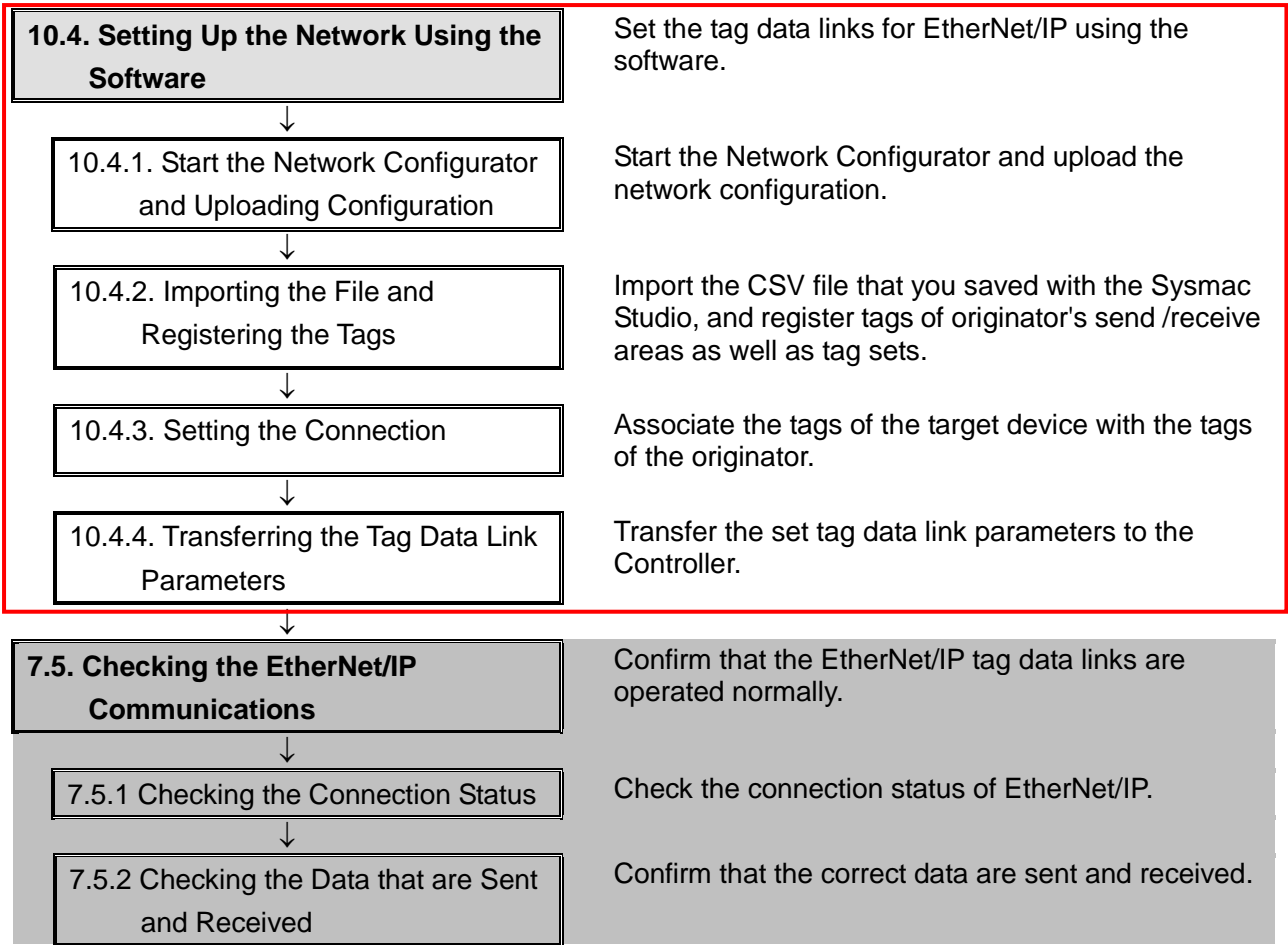 10.4. Setting Up the Network Using the
Software
Set the tag data links for EtherNet/IP using the
software.
↓
10.4.1. Start the Network Configurator
and Uploading Configuration
Start the Network Configurator and upload the
network configuration.
↓
10.4.2. Importing the File and
Registering the Tags
Import the CSV file that you saved with the Sysmac
Studio, and register tags of originator's send /receive
areas as well as tag sets.
↓
10.4.3. Setting the Connection
Associate the tags of the target device with the tags
of the originator.
↓
10.4.4. Transferring the Tag Data Link
Parameters
Transfer the set tag data link parameters to the
Controller.
↓
7.5. Checking the EtherNet/IP
Communications
Confirm that the EtherNet/IP tag data links are
operated normally.
↓
7.5.1 Checking the Connection Status
Check the connection status of EtherNet/IP.
↓
7.5.2 Checking the Data that are Sent
and Received
Confirm that the correct data are sent and received.